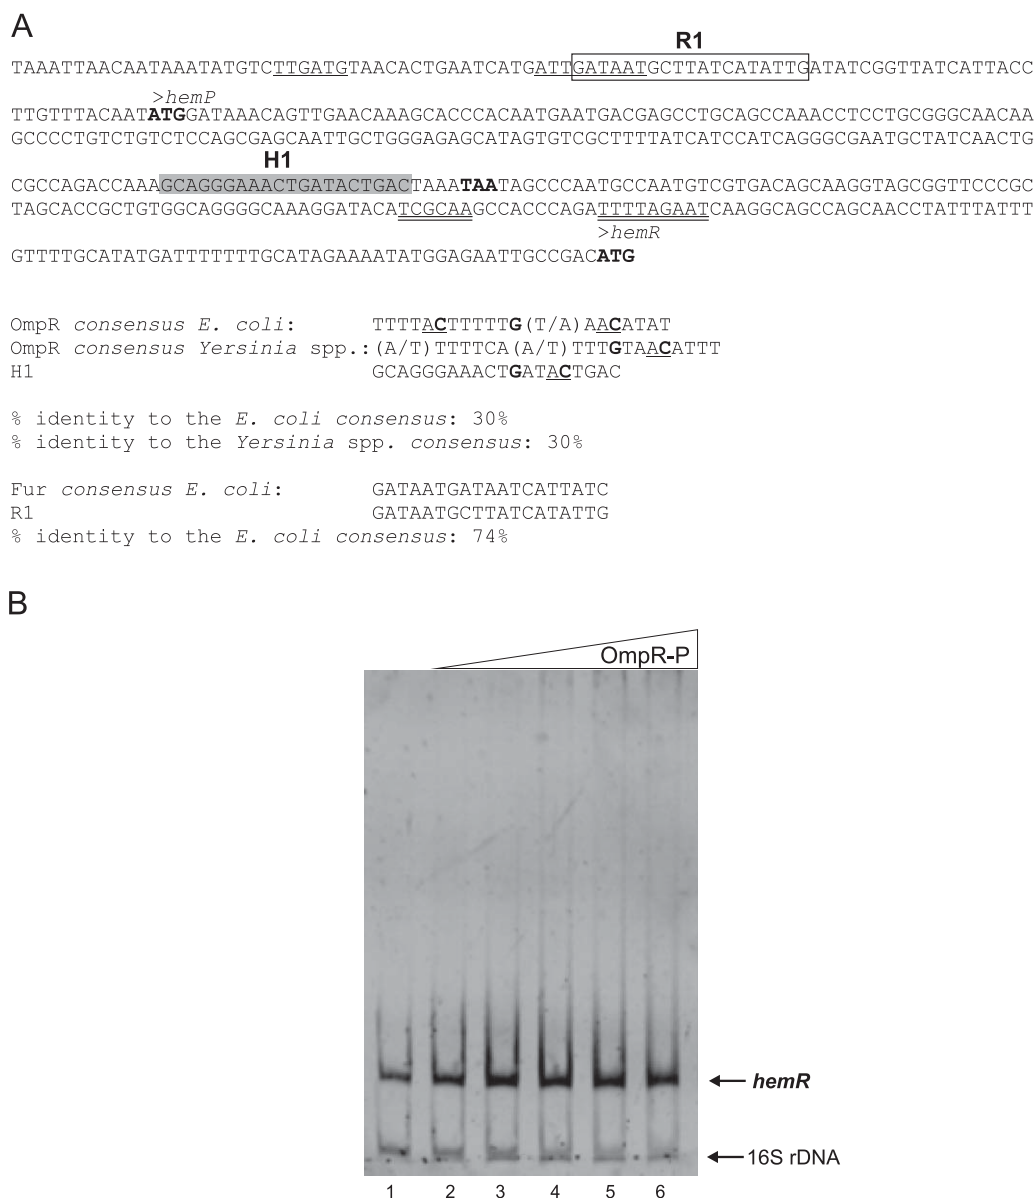 A
R1
TAAATTAACAATAAATATGTCTTGATGTAACACTGAATCATGATTGATAATGCTTATCATATTGATATCGGTTATCATTACC
>hemP
TTGTTTACAATATGGATAAACAGTTGAACAAAGCACCCACAATGAATGACGAGCCTGCAGCCAAACCTCCTGCGGGCAACAA
GCCCCTGTCTGTCTCCAGCGAGCAATTGCTGGGAGAGCATAGTGTCGCTTTTATCCATCATCAGGGCGAATGCTATCAACTG
H1
CGCCAGACCAAAGCAGGGAAACTGATACTGACTAAATAATAGCCCAATGCCAATGTCGTGACAGCAAGGTAGCGGTTCCCGC
TAGCACCGCTGTGGCAGGGGCAAAGGATACATCGCAAGCCACCCAGATTTTAGAATCAAGGCAGCCAGCAACCTATTTATTT
>hemR
GTTTTGCATATGATTTTTTTGCATAGAAAATATGGAGAATTGCCGACATG
OmpR consensus E. coli: TTTTACTTTTTG(T/A)AACATAT
OmpR consensus Yersinia spp.:(A/T)TTTTCA(A/T)TTTGTAACATTT
H1 GCAGGGAAACTGATACTGAC
% identity to the E. coli consensus: 30%
% identity to the Yersinia spp. consensus: 30%
Fur consensus E. coli: GATAATGATAATCATTATC
R1 GATAATGCTTATCATATTG
% identity to the E. coli consensus: 74%
B
OmpR-P
hemR
16S rDNA
1 2 3 4 5 6